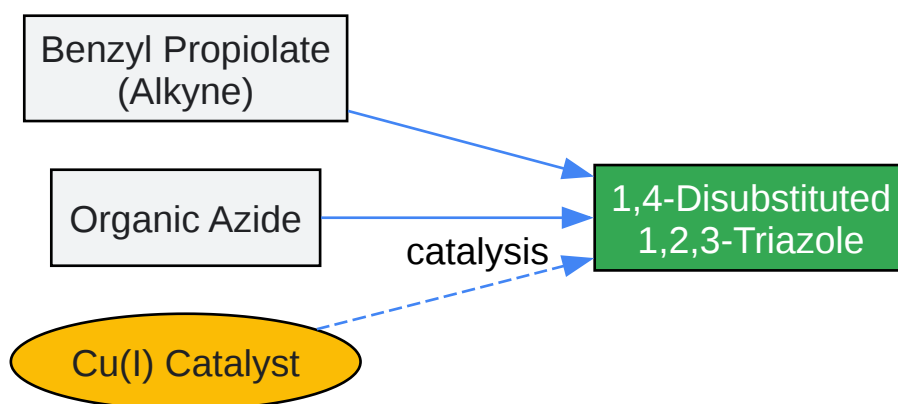 Benzyl Propiolate
(Alkyne)
Organic Azide
catalysis
Cu(I) Catalyst
1,4-Disubstituted
1,2,3-Triazole